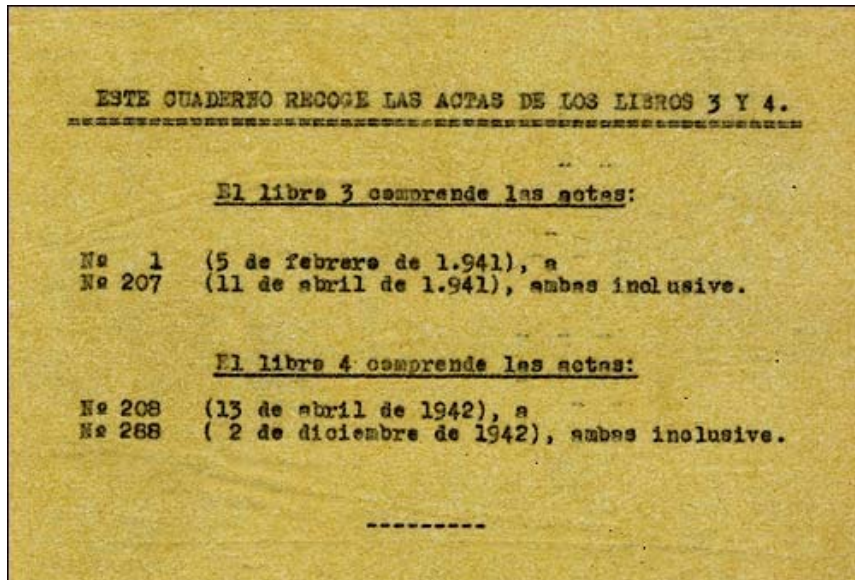 ESTE CUADERNO RECOGE LAS ACTAS DE LOS LIBROS 3 Y 4.
El libro 3 comprende las actas:
Nº 1 (5 de febrero de 1.941), a
Nº 207 (11 de abril de 1.941), ambas inclusive.
El libro 4 comprende las actas:
Nº 208 (13 de abril de 1942), a
Nº 288 ( 2 de diciembre de 1942), ambas inclusive.